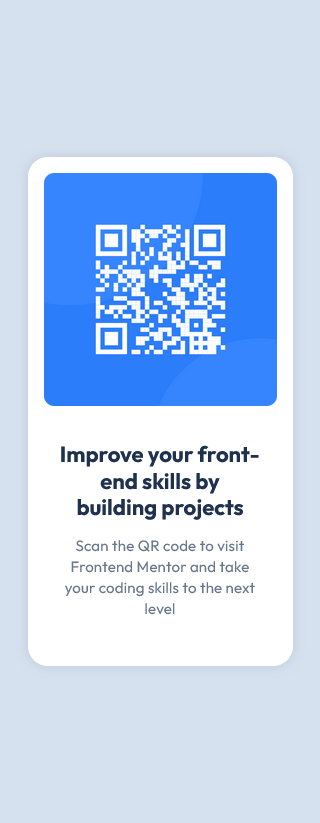 Improve your front-
end skills by
building projects
Scan the QR code to visit
Frontend Mentor and take
your coding skills to the next
level